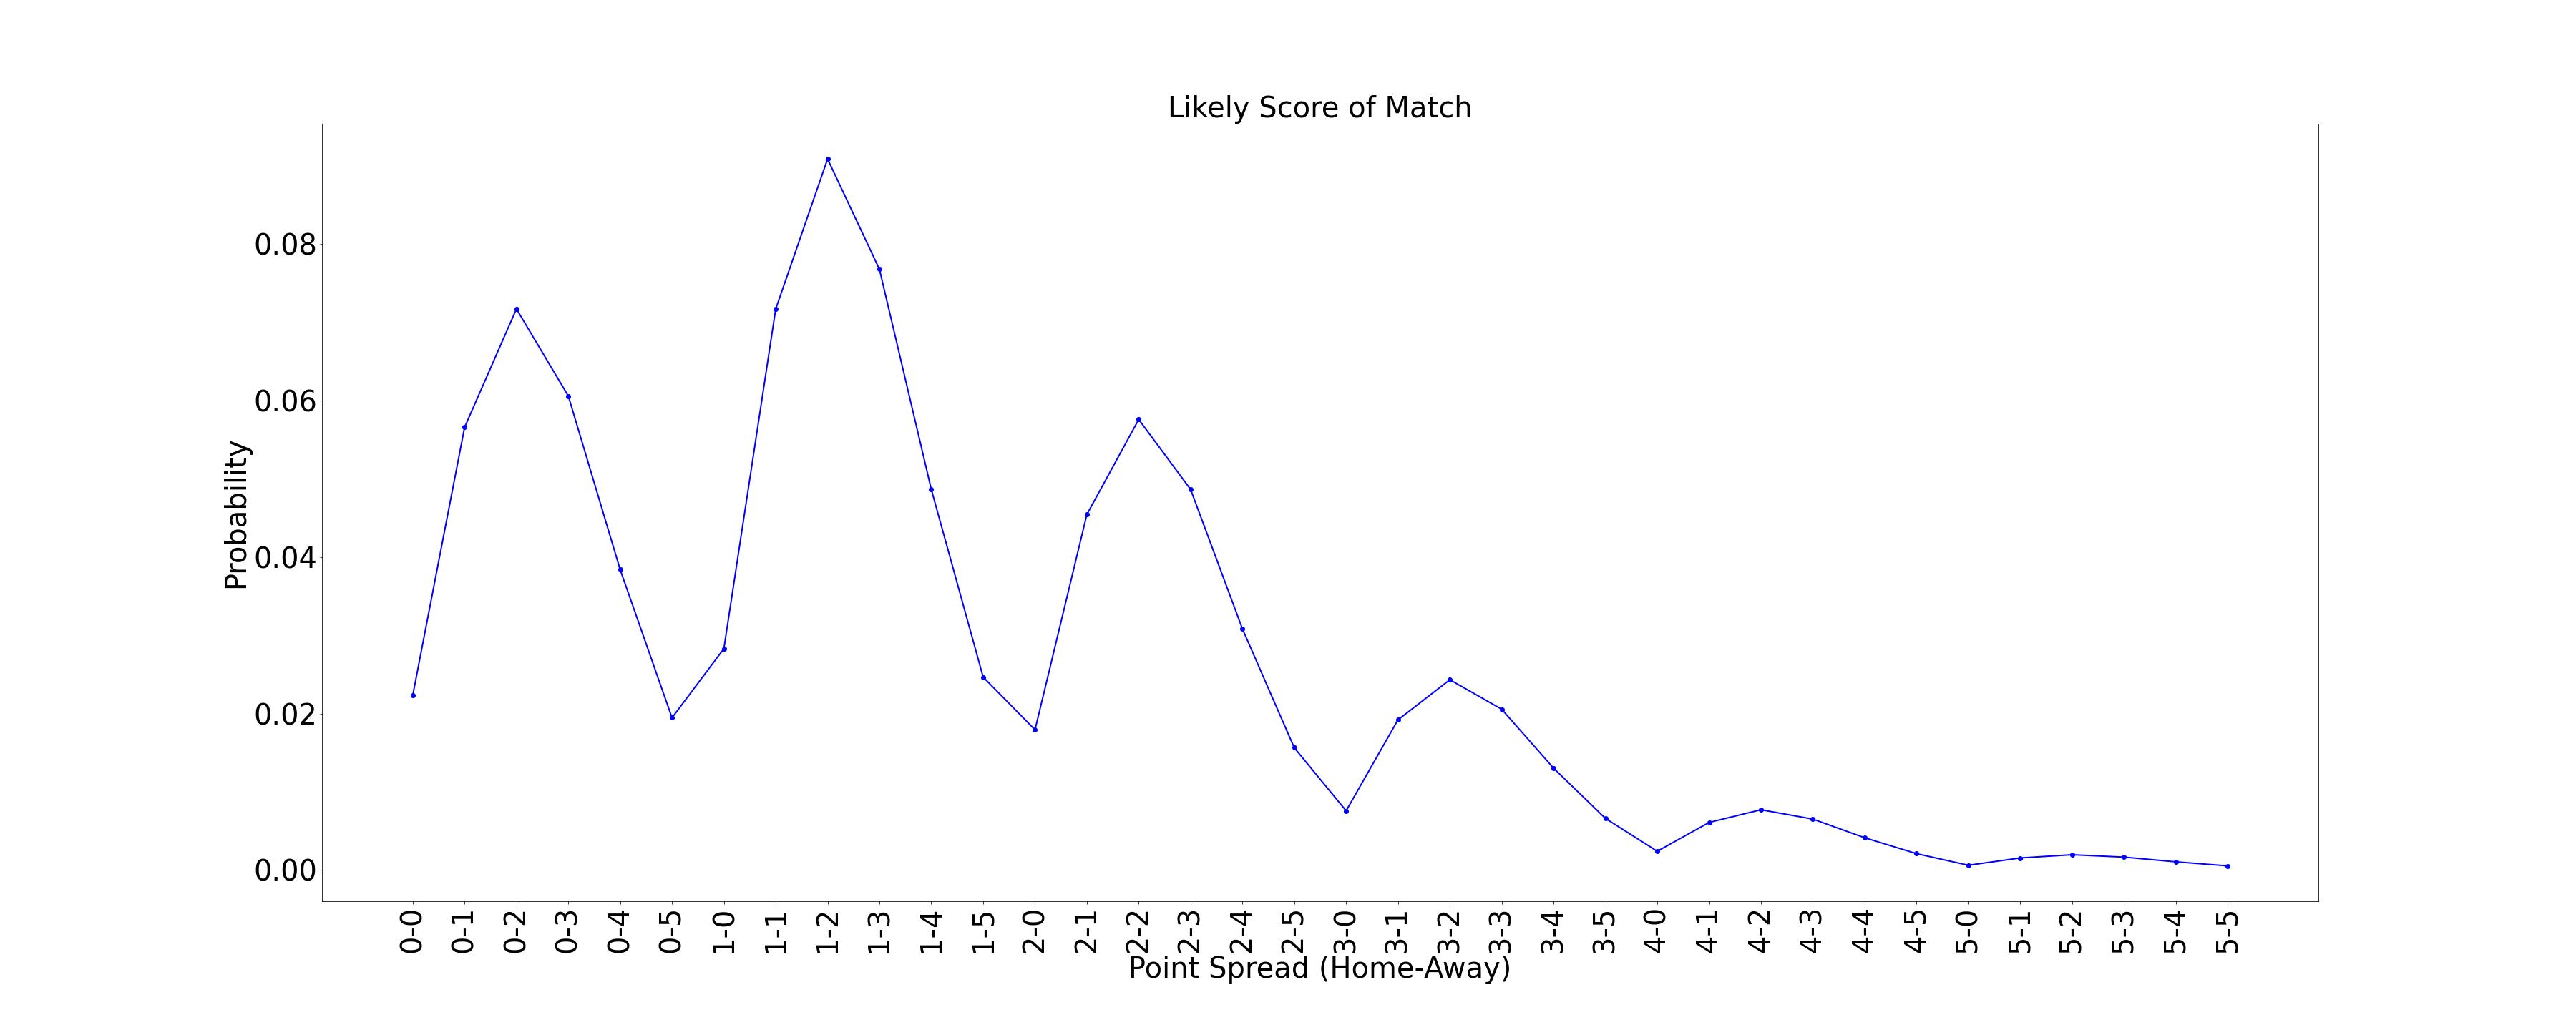 Likely Score of Match
Probability
0.08
0.06
0.04
0.02
0.00
0-0 0-1 0-2 0-3 0-4 0-5 1-0 1-1 1-2 1-3 1-4 1-5 2-0 2-1 2-2 2-3 2-4 2-5 3-0 3-1 3-2 3-3 3-4 3-5 4-0 4-1 4-2 4-3 4-4 4-5 5-0 5-1 5-2 5-3 5-4 5-5
Point Spread (Home-Away)